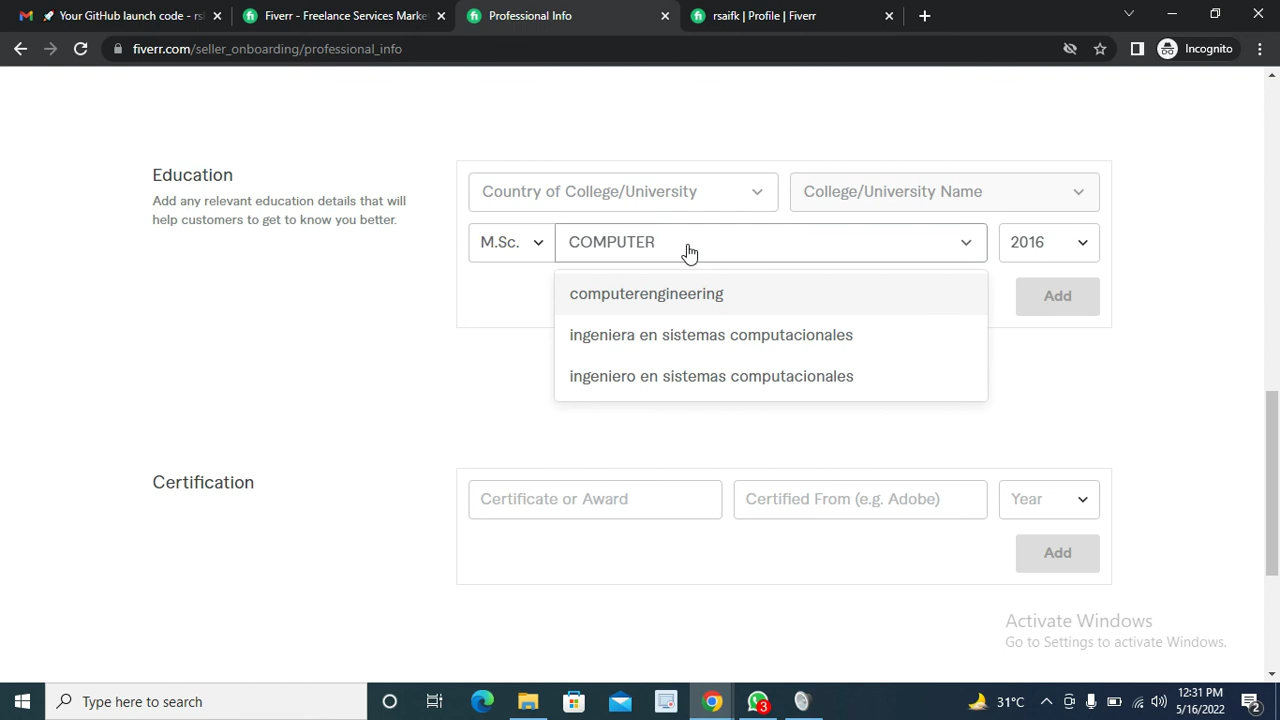 Your GitHub launch code - rsl
Fiverr - Freelance Services Marke
Professional Info
rsaifk | Profile | Fiverr
fiverr.com/seller_onboarding/professional_info
Incognito
Education
Add any relevant education details that will
help customers to get to know you better.
Country of College/University
College/University Name
M.Sc.
COMPUTER
2016
computerengineering
ingeniera en sistemas computacionales
ingeniero en sistemas computacionales
Add
Certification
Certificate or Award
Certified From (e.g. Adobe)
Year
Add
Activate Windows
Go to Settings to activate Windows.
Type here to search
3
31°C
12:31 PM
5/16/2022
2